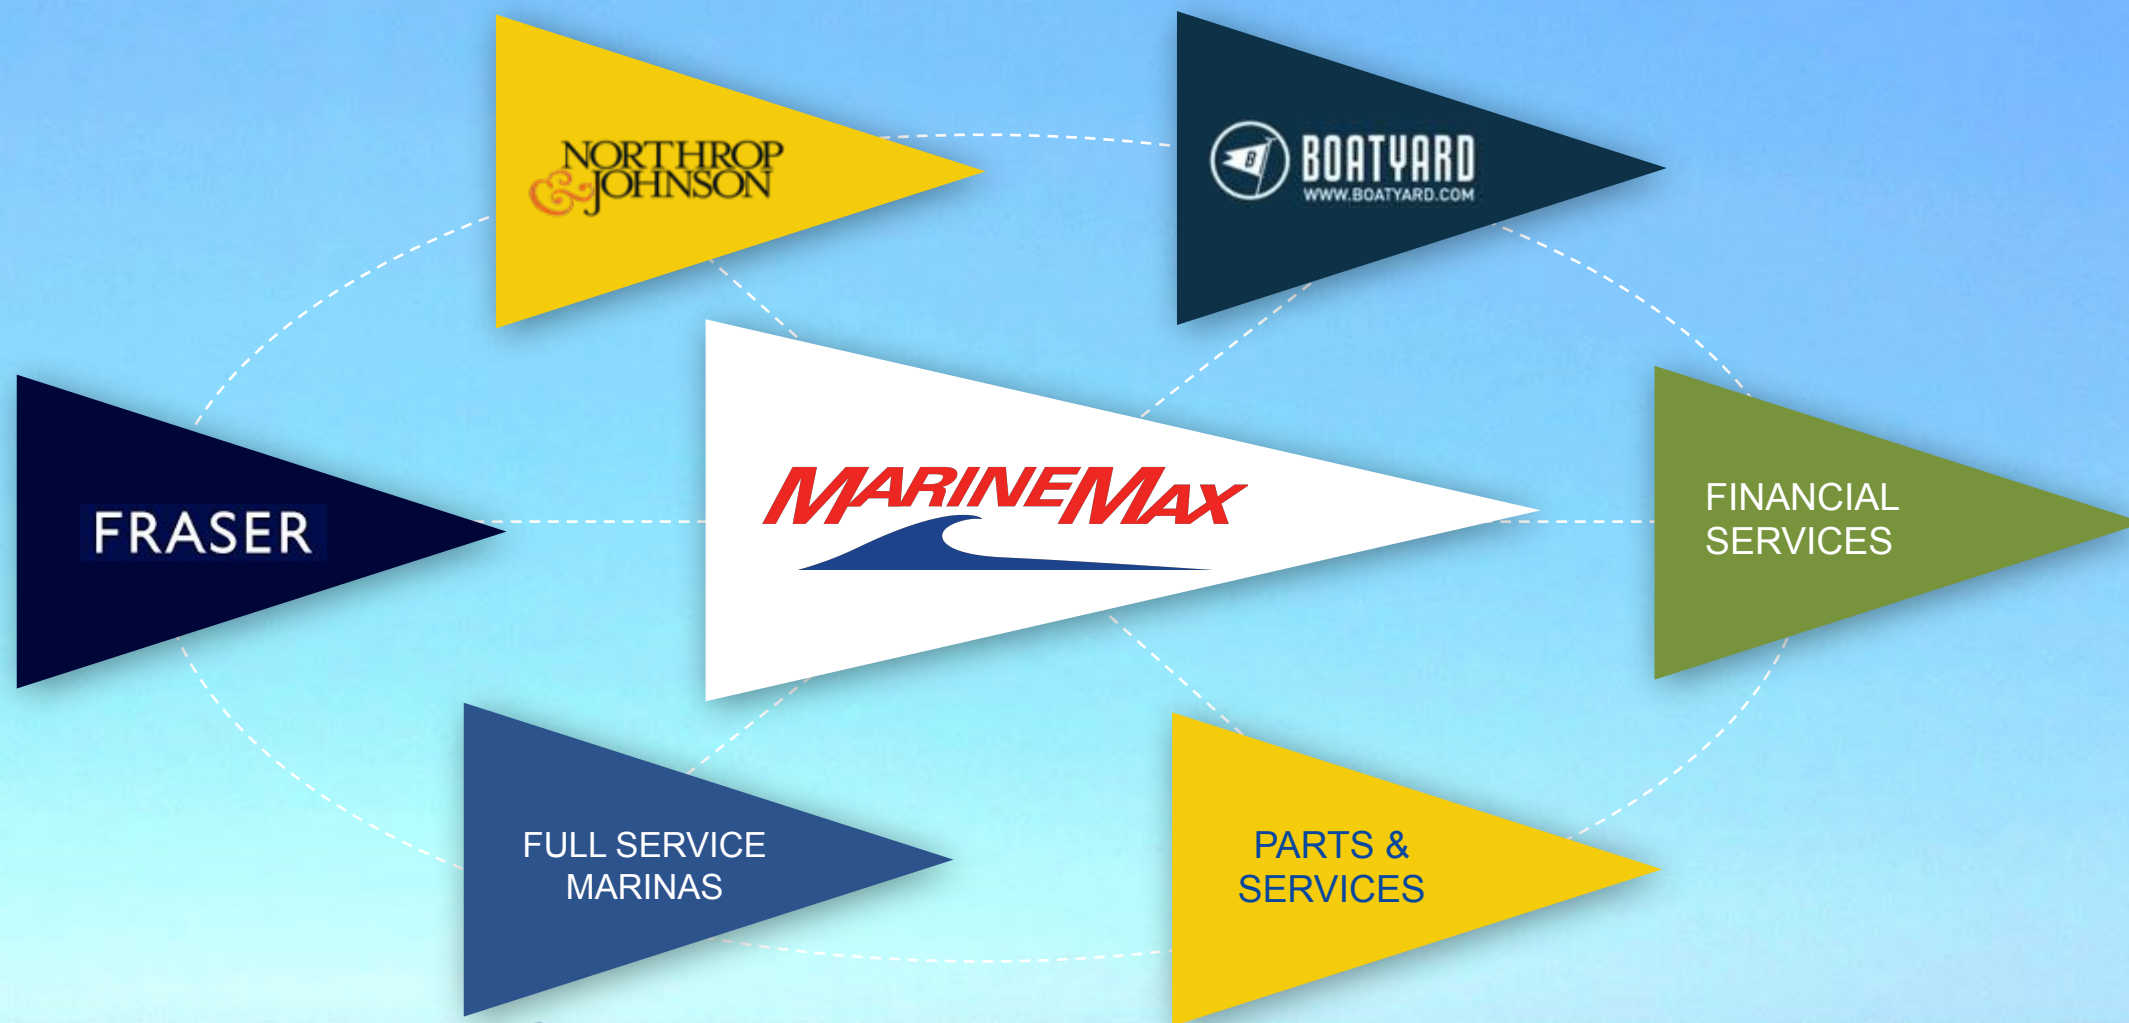 NORTHROP
& JOHNSON
B
BOATYARD
WWW.BOATYARD.COM
FRASER
MARINEMAX
FINANCIAL
SERVICES
FULL SERVICE
MARINAS
PARTS &
SERVICES